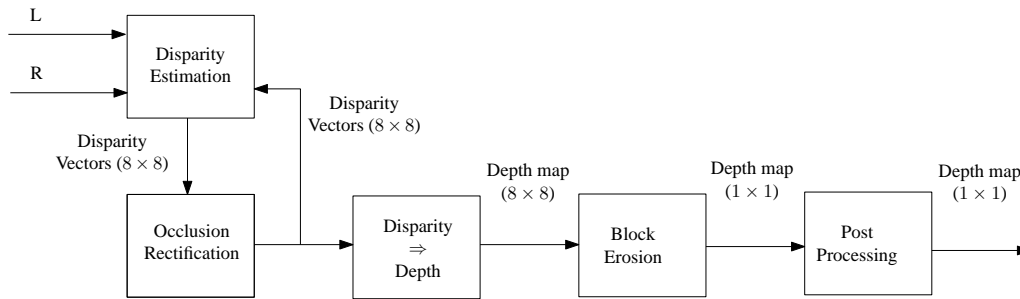 L
R
Disparity
Estimation
Disparity
Vectors (8 × 8)
Disparity
Vectors (8 × 8)
Occlusion
Rectification
Disparity
⇒
Depth
Depth map
(8 × 8)
Block
Erosion
Depth map
(1 × 1)
Post
Processing
Depth map
(1 × 1)